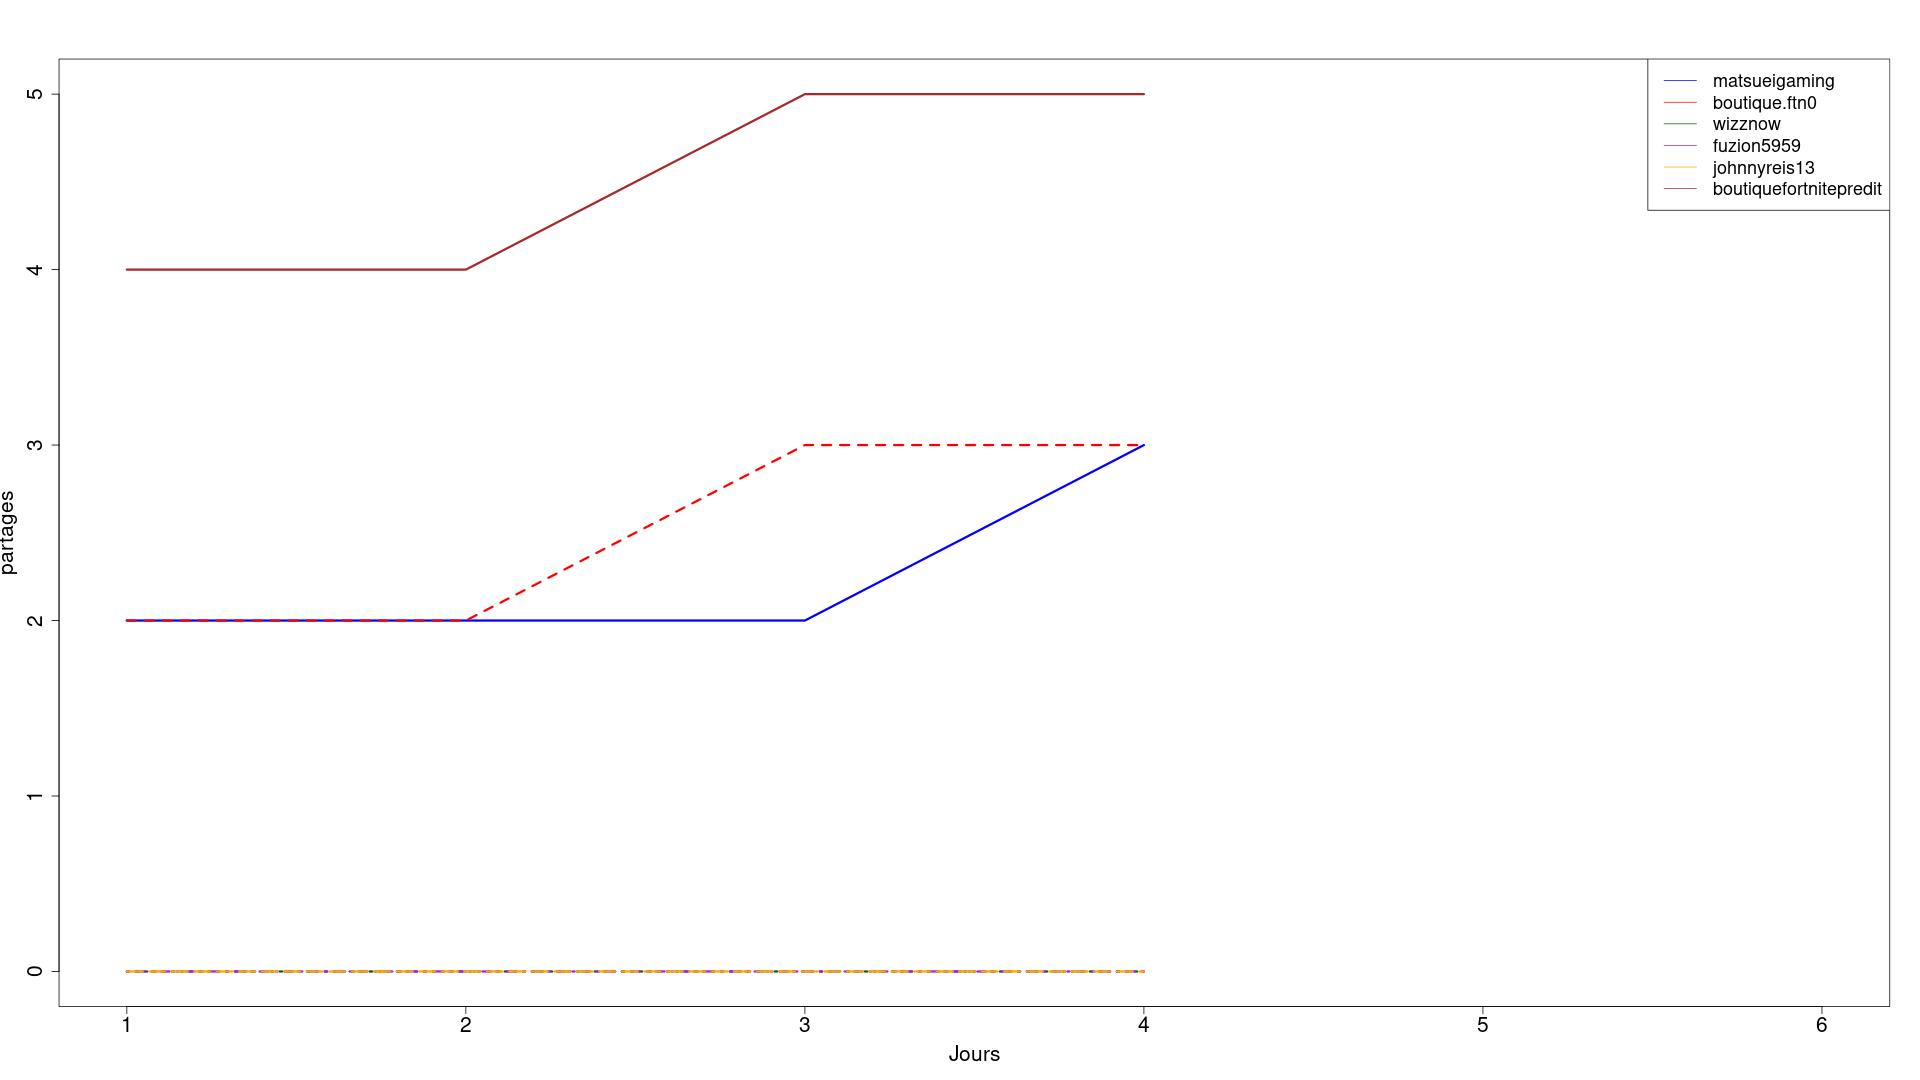 5
4
3
2
1
0
partages
1 2 3 4 5 6
Jours
matsueigaming
boutique.ftn0
wizznow
fuzion5959
johnnyreis13
boutiquefortnitepredit